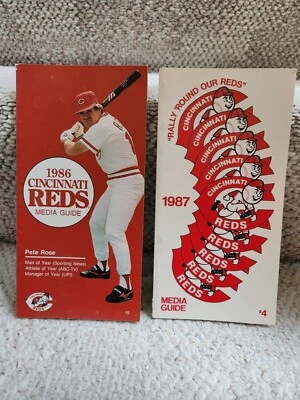 1986
CINCINNATI
REDS
MEDIA GUIDE
Pete Rose
Man of Year (Sporting News)
Athlete of Year (ABC-TV)
Manager of Year (UPI)
"RALLY 'ROUND OUR REDS"
CINCINNATI
CINCINNATI
CINCINNATI
CINCINNATI
CINCINNATI
1987
REDS
REDS
REDS
REDS
REDS
MEDIA
GUIDE
$4